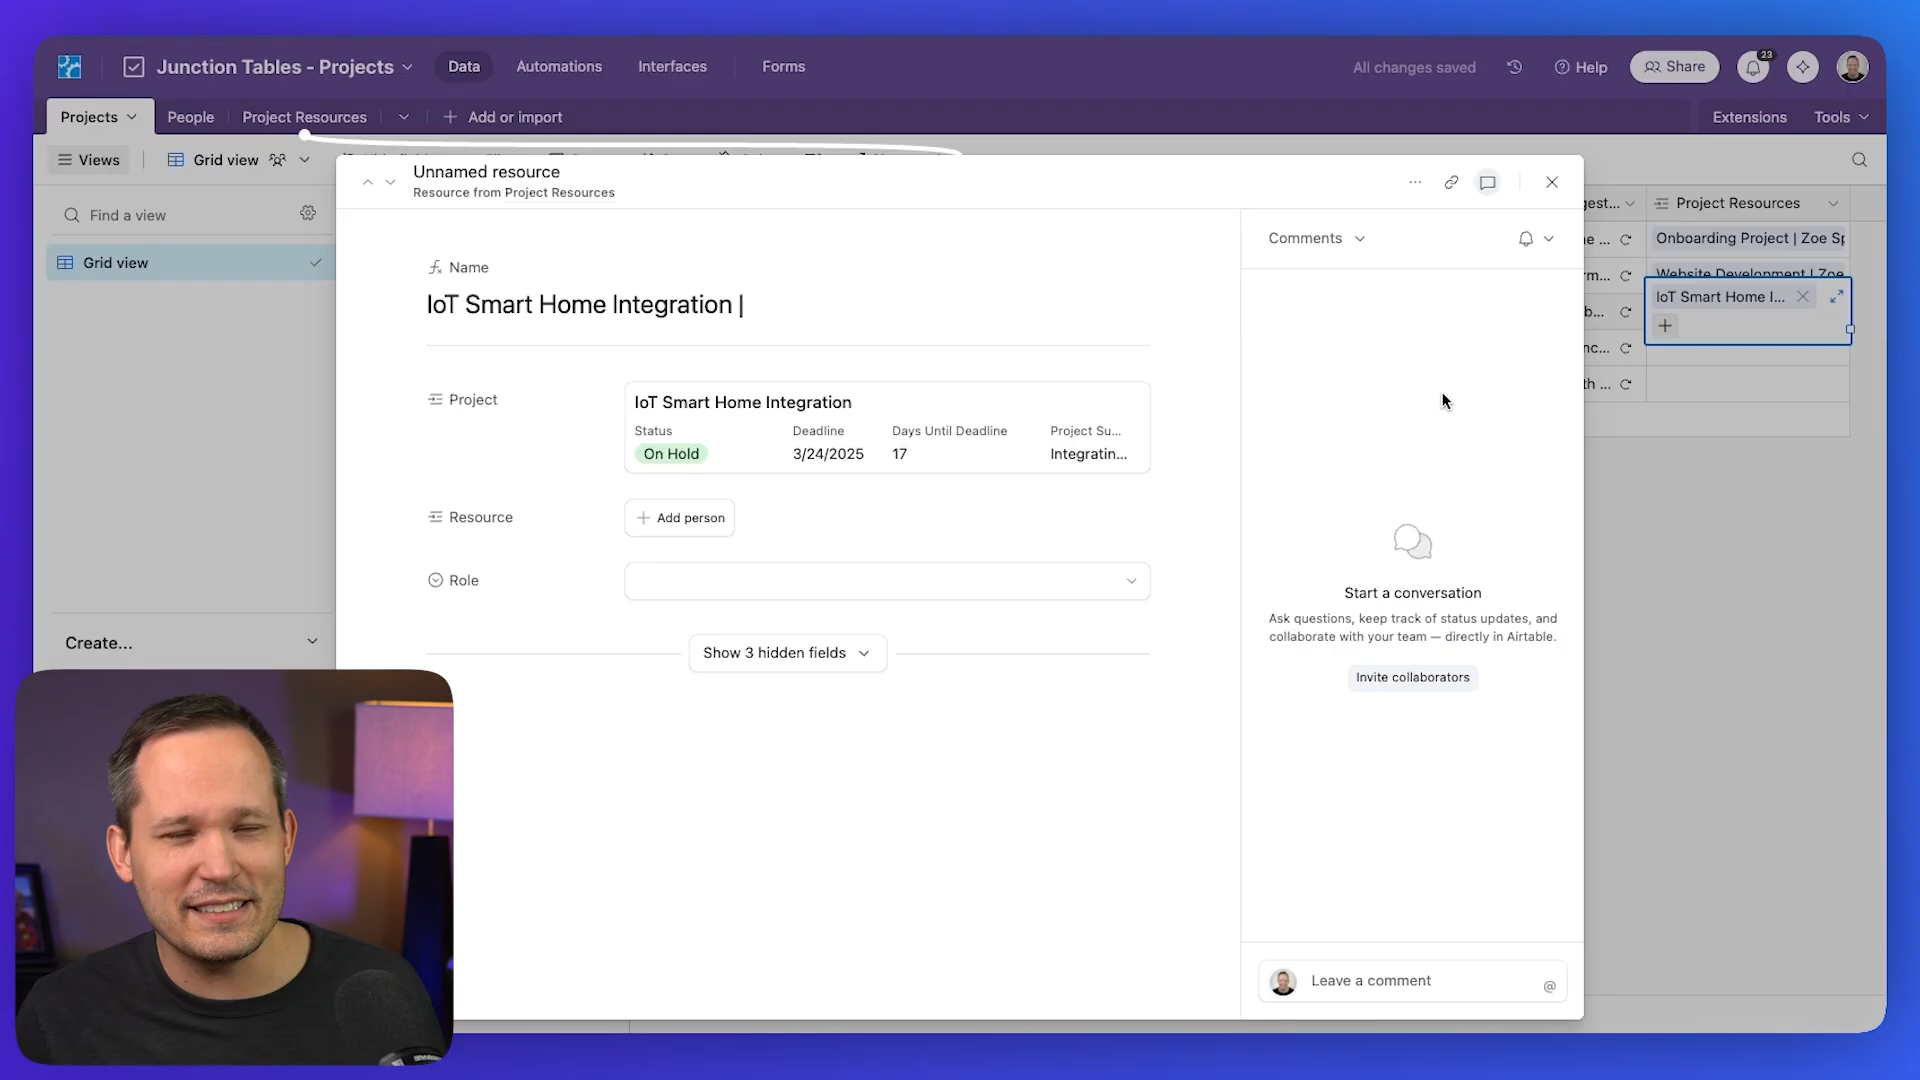 Junction Tables - Projects
Data
Automations
Interfaces
Forms
All changes saved
Help
Share
23
Projects
People
Project Resources
Add or import
Extensions
Tools
Views
Grid view
Find a view
Grid view
Create...
Unnamed resource
Resource from Project Resources
Name
IoT Smart Home Integration |
Project
IoT Smart Home Integration
Status
Deadline
Days Until Deadline
Project Su...
On Hold
3/24/2025
17
Integratin...
Resource
Add person
Role
Show 3 hidden fields
Comments
Start a conversation
Ask questions, keep track of status updates, and
collaborate with your team — directly in Airtable.
Invite collaborators
Leave a comment
@
gest...
Project Resources
Onboarding Project | Zoe Sp
Website Development | Zoe
IoT Smart Home I...